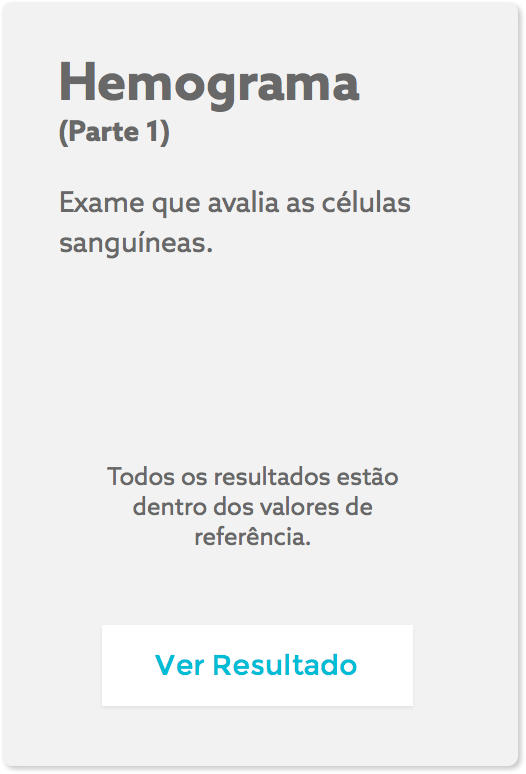 Hemograma
(Parte 1)
Exame que avalia as células
sanguíneas.
Todos os resultados estão
dentro dos valores de
referência.
Ver Resultado